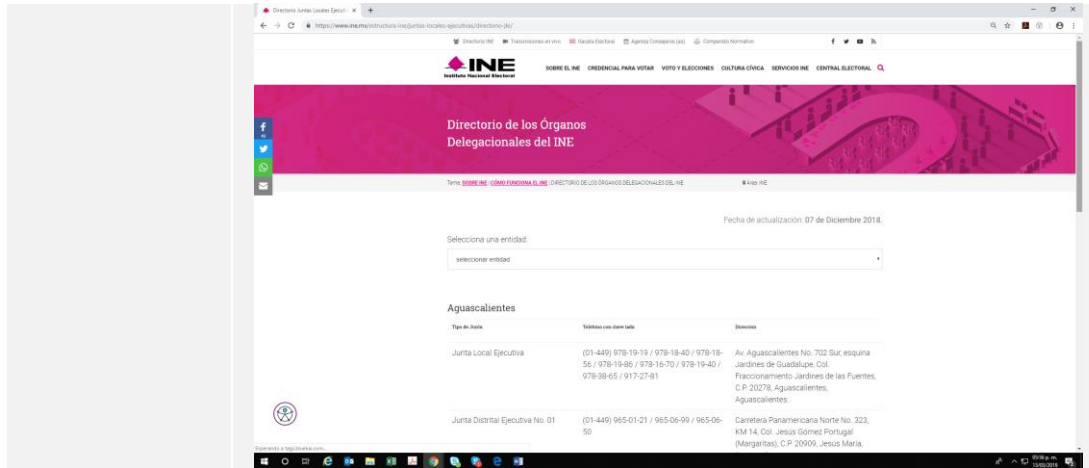 Directorio Juntas Locales Ejecuti
https://www.ine.mx/estructura-ine/juntas-locales-ejecutivas/directorio-jle/
Directorio INE Transmisiones en vivo Gaceta Electoral Agenda Consejeros (as) Compendio Normativo
INE
Instituto Nacional Electoral
SOBRE EL INE CREDENCIAL PARA VOTAR VOTO Y ELECCIONES CULTURA CÍVICA SERVICIOS INE CENTRAL ELECTORAL
Directorio de los Órganos
Delegacionales del INE
Tema: SOBRE INE CÓMO FUNCIONA EL INE DIRECTORIO DE LOS ÓRGANOS DELEGACIONALES DEL INE Área: INE
Fecha de actualización: 07 de Diciembre 2018.
Selecciona una entidad:
seleccionar entidad
Aguascalientes
Tipo de Junta Teléfono con clave lada Dirección
Junta Local Ejecutiva (01-449) 978-19-19 / 978-18-40 / 978-18- Av. Aguascalientes No. 702 Sur, esquina
56 / 978-19-86 / 978-16-70 / 978-19-40 / Jardines de Guadalupe, Col.
978-38-65 / 917-27-81 Fraccionamiento Jardines de las Fuentes,
C.P. 20278, Aguascalientes,
Aguascalientes.
Junta Distrital Ejecutiva No. 01 (01-449) 965-01-21 / 965-06-99 / 965-06- Carretera Panamericana Norte No. 323,
50 KM 14, Col. Jesús Gómez Portugal
(Margaritas), C.P. 20909, Jesús María,
05:18 p. m.
15/03/2019